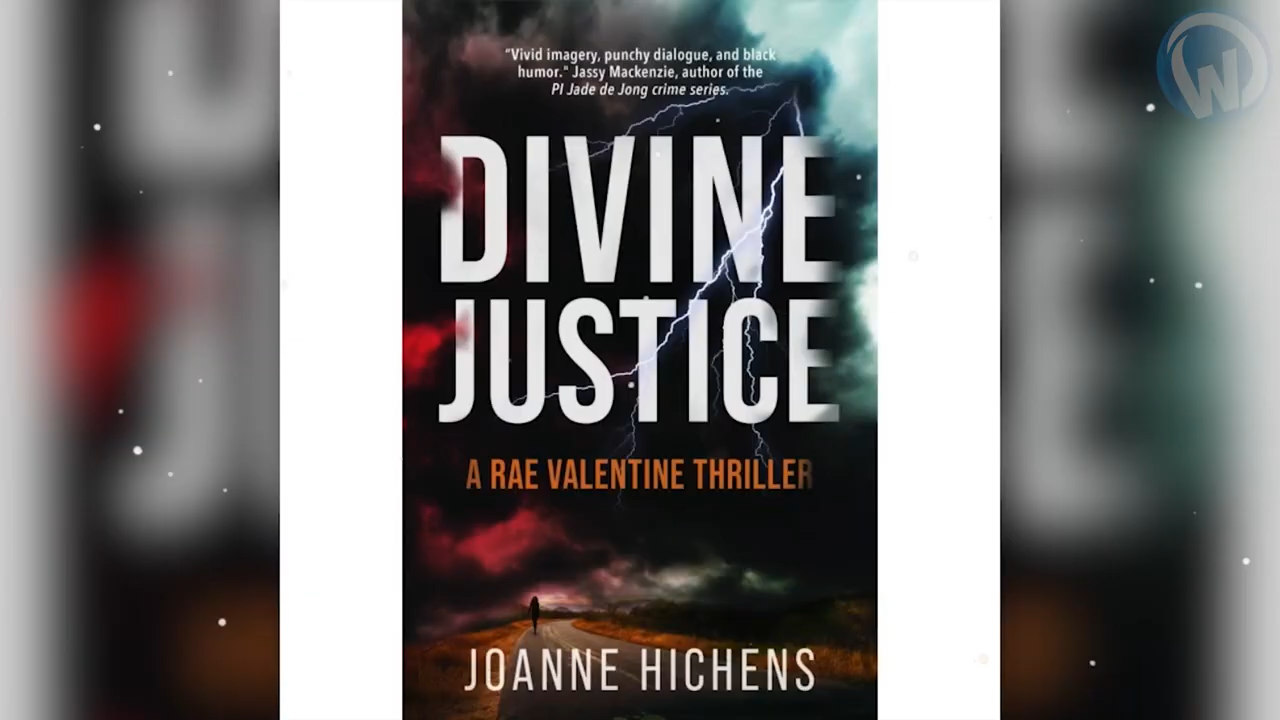 "Vivid imagery, punchy dialogue, and black
humor." Jassy Mackenzie, author of the
PI Jade de Jong crime series.
DIVINE
JUSTICE
A RAE VALENTINE THRILLER
JOANNE HICHENS
W